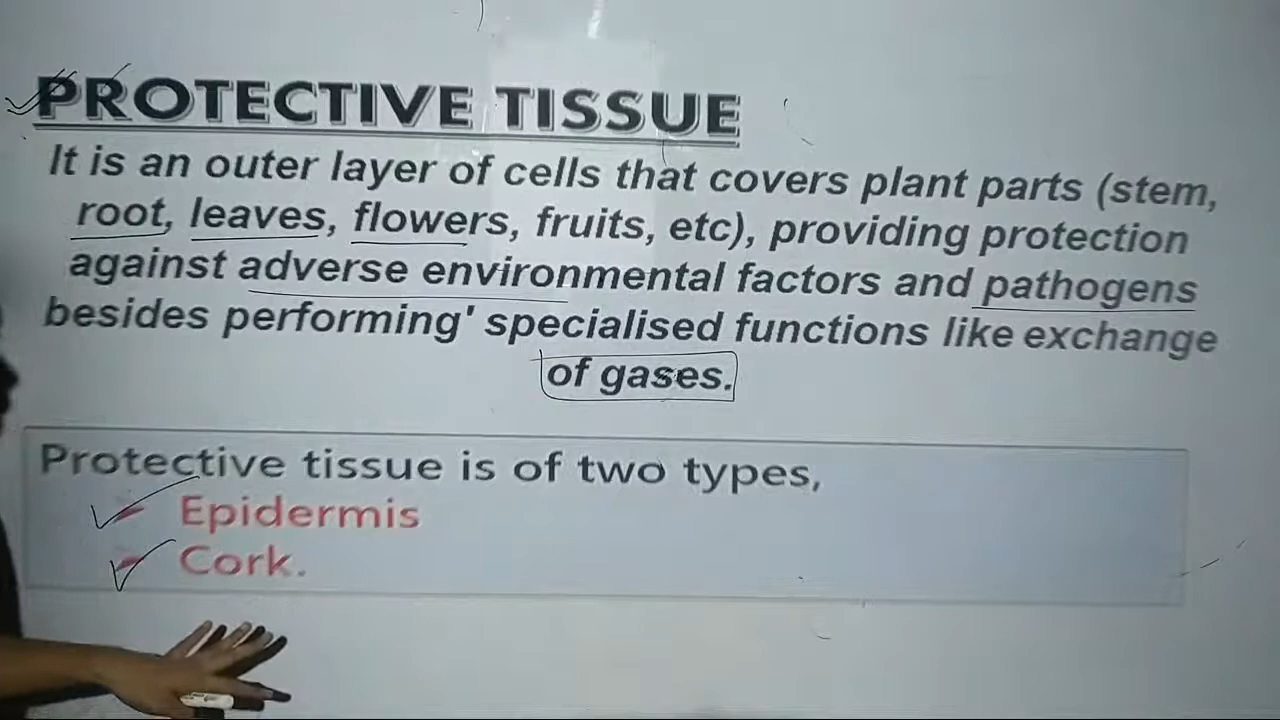 PROTECTIVE TISSUE
It is an outer layer of cells that covers plant parts (stem,
root, leaves, flowers, fruits, etc), providing protection
against adverse environmental factors and pathogens
besides performing' specialised functions like exchange
of gases.
Protective tissue is of two types,
Epidermis
Cork.